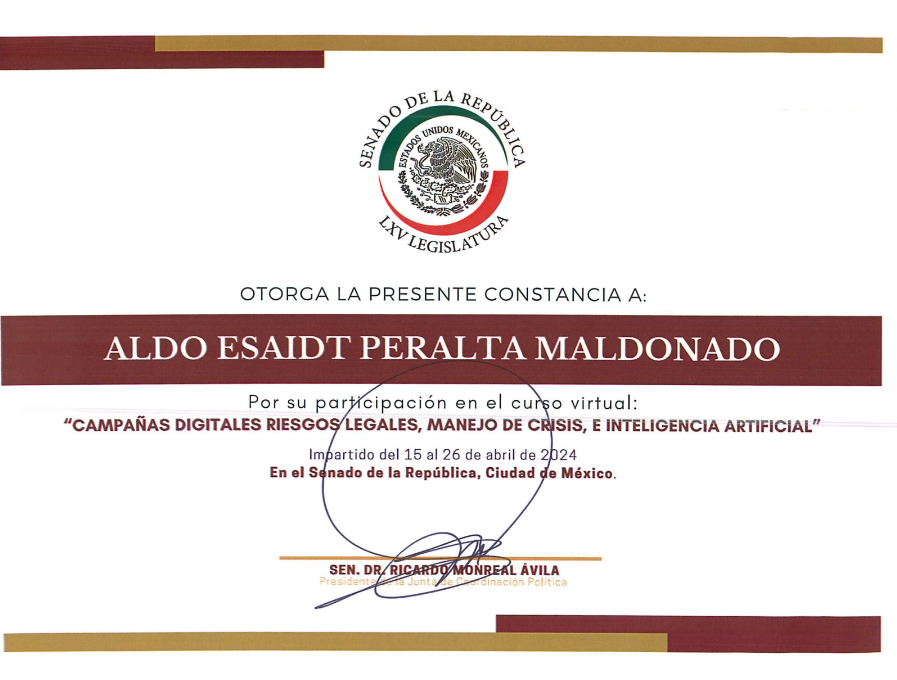 SENADO DE LA REPÚBLICA
ESTADOS UNIDOS MEXICANOS
LXV LEGISLATURA
OTORGA LA PRESENTE CONSTANCIA A:
ALDO ESAIDT PERALTA MALDONADO
Por su participación en el curso virtual:
“CAMPAÑAS DIGITALES RIESGOS LEGALES, MANEJO DE CRISIS, E INTELIGENCIA ARTIFICIAL”
Impartido del 15 al 26 de abril de 2024
En el Senado de la República, Ciudad de México.
SEN. DR. RICARDO MONREAL ÁVILA
Presidente de la Junta de Coordinación Política